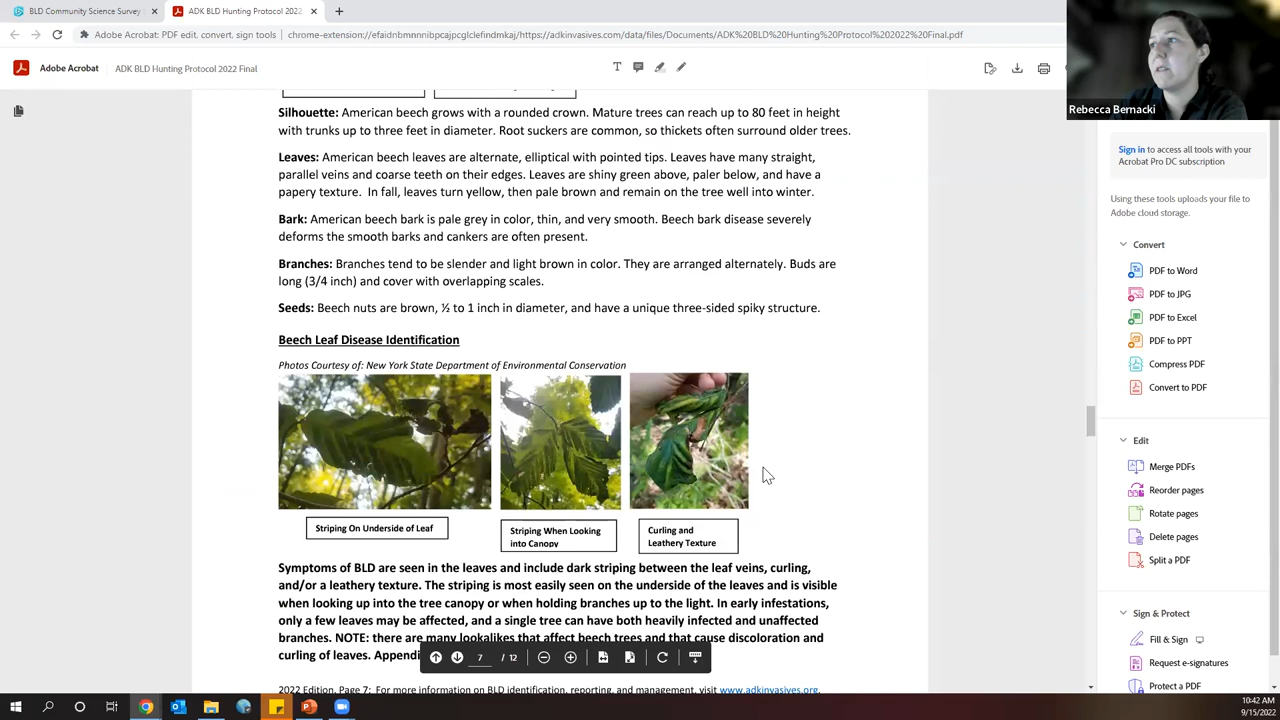 BLD Community Science Survey
ADK BLD Hunting Protocol 2022
Adobe Acrobat: PDF edit, convert, sign tools
chrome-extension://efaidnbmnnnibpcajpcglclefindmkaj/https://adkinvasives.com/data/files/Documents/ADK%20BLD%20Hunting%20Protocol%202022%20Final.pdf
Adobe Acrobat
ADK BLD Hunting Protocol 2022 Final
Rebecca Bernacki
Silhouette: American beech grows with a rounded crown. Mature trees can reach up to 80 feet in height
with trunks up to three feet in diameter. Root suckers are common, so thickets often surround older trees.
Leaves: American beech leaves are alternate, elliptical with pointed tips. Leaves have many straight,
parallel veins and coarse teeth on their edges. Leaves are shiny green above, paler below, and have a
papery texture. In fall, leaves turn yellow, then pale brown and remain on the tree well into winter.
Bark: American beech bark is pale grey in color, thin, and very smooth. Beech bark disease severely
deforms the smooth barks and cankers are often present.
Branches: Branches tend to be slender and light brown in color. They are arranged alternately. Buds are
long (3/4 inch) and cover with overlapping scales.
Seeds: Beech nuts are brown, ½ to 1 inch in diameter, and have a unique three-sided spiky structure.
Beech Leaf Disease Identification
Photos Courtesy of: New York State Department of Environmental Conservation
Striping On Underside of Leaf
Striping When Looking
into Canopy
Curling and
Leathery Texture
Symptoms of BLD are seen in the leaves and include dark striping between the leaf veins, curling,
and/or a leathery texture. The striping is most easily seen on the underside of the leaves and is visible
when looking up into the tree canopy or when holding branches up to the light. In early infestations,
only a few leaves may be affected, and a single tree can have both heavily infected and unaffected
branches. NOTE: there are many lookalikes that affect beech trees and that cause discoloration and
curling of leaves. Appendi
7 / 12
2022 Edition. Page 7: For more information on BLD identification, reporting, and management, visit www.adkinvasives.org.
Sign in to access all tools with your
Acrobat Pro DC subscription
Using these tools uploads your file to
Adobe cloud storage.
Convert
PDF to Word
PDF to JPG
PDF to Excel
PDF to PPT
Compress PDF
Convert to PDF
Edit
Merge PDFs
Reorder pages
Rotate pages
Delete pages
Split a PDF
Sign & Protect
Fill & Sign
Request e-signatures
Protect a PDF
10:42 AM
9/15/2022